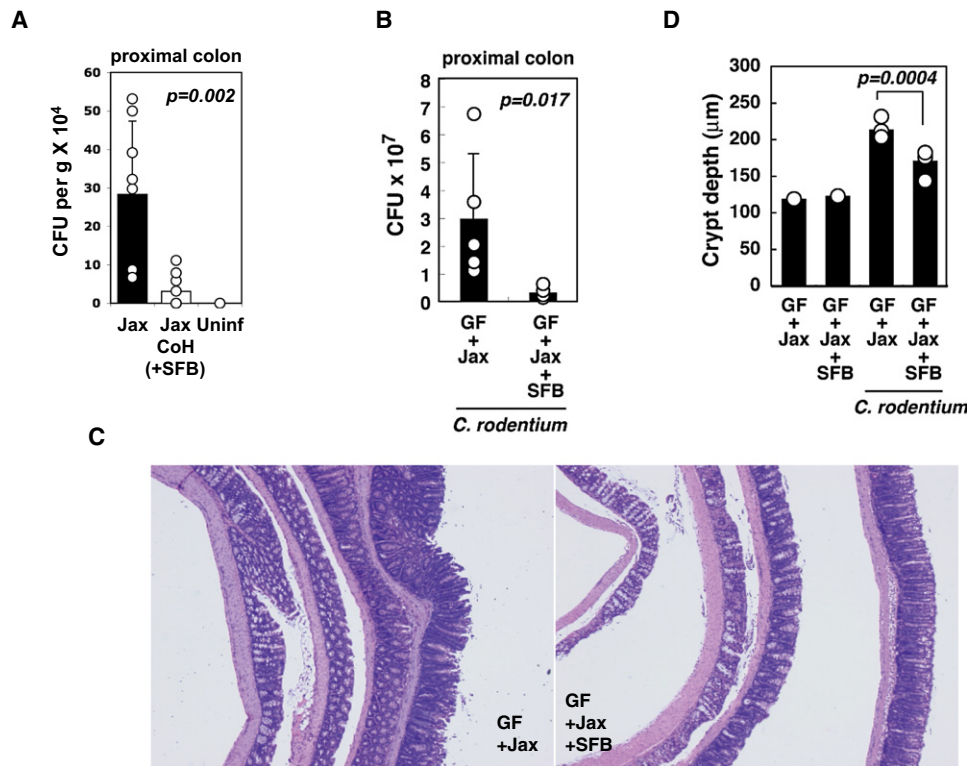 A
proximal colon
CFU per g X 10⁴
60
50
40
30
20
10
0
p=0.002
Jax
Jax
CoH
(+SFB)
Uninf
B
proximal colon
CFU x 10⁷
8
7
6
5
4
3
2
1
0
p=0.017
GF
+
Jax
GF
+
Jax
+
SFB
C. rodentium
D
Crypt depth (μm)
300
250
200
150
100
50
0
p=0.0004
GF
+
Jax
GF
+
Jax
+
SFB
GF
+
Jax
GF
+
Jax
+
SFB
C. rodentium
C
GF
+Jax
GF
+Jax
+SFB